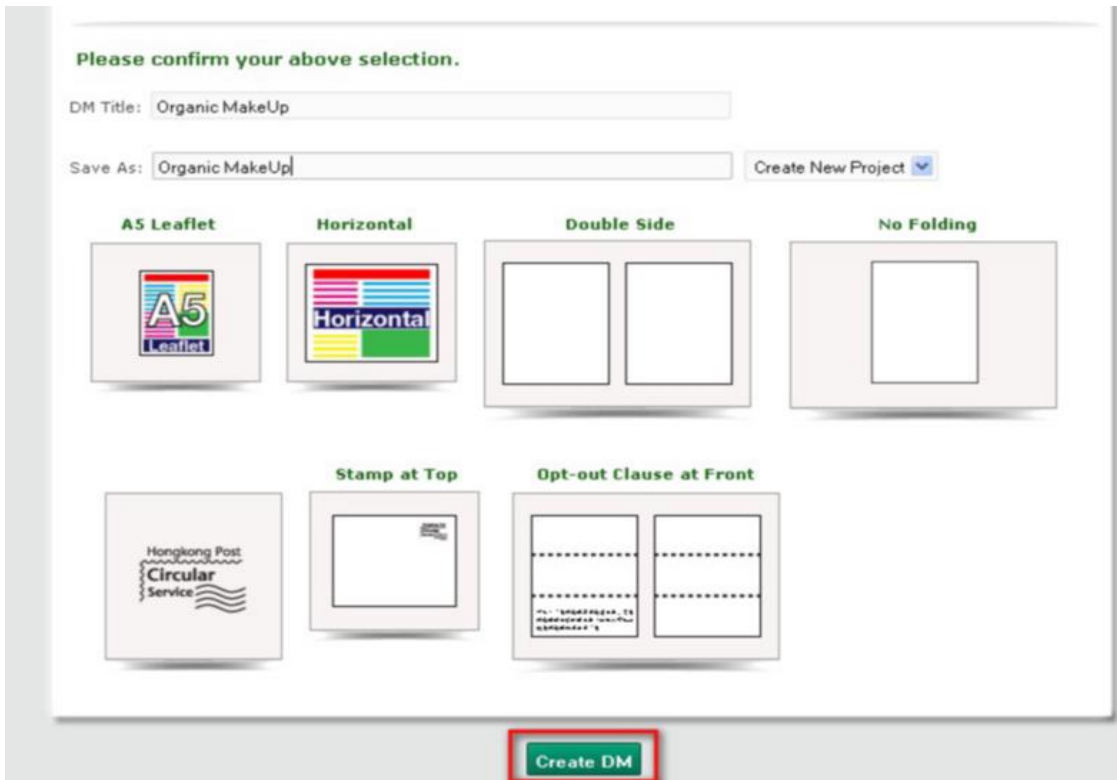 Please confirm your above selection.
DM Title: Organic MakeUp
Save As: Organic MakeUp Create New Project
A5 Leaflet Horizontal Double Side No Folding
A5
Leaflet
Horizontal
Stamp at Top Opt-out Clause at Front
Hongkong Post
Circular
Service
Create DM